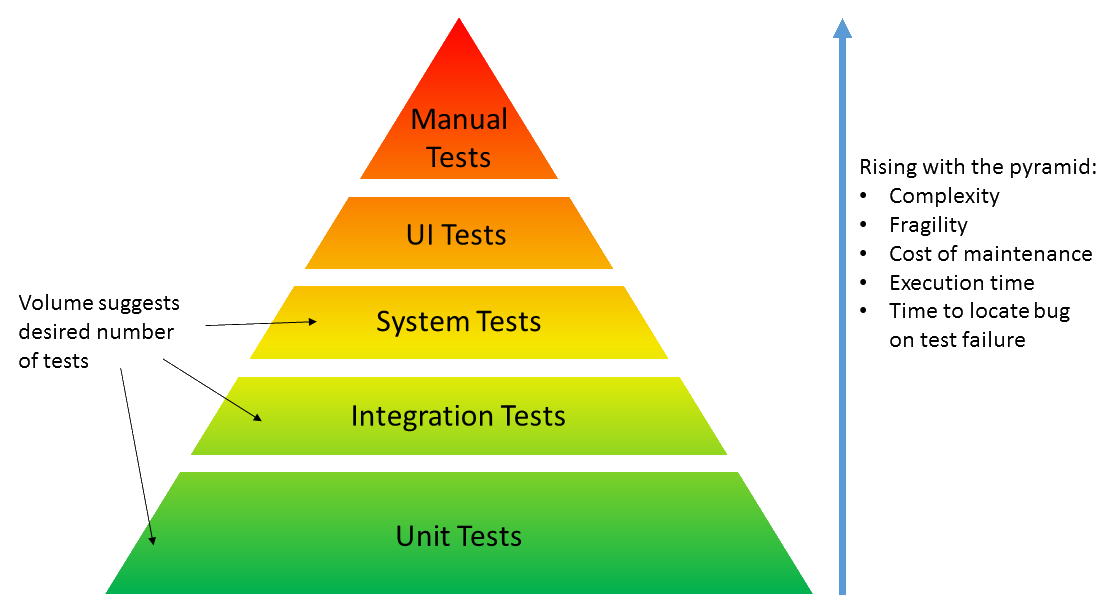 Manual
Tests
UI Tests
System Tests
Integration Tests
Unit Tests
Volume suggests
desired number
of tests
Rising with the pyramid:
• Complexity
• Fragility
• Cost of maintenance
• Execution time
• Time to locate bug
on test failure